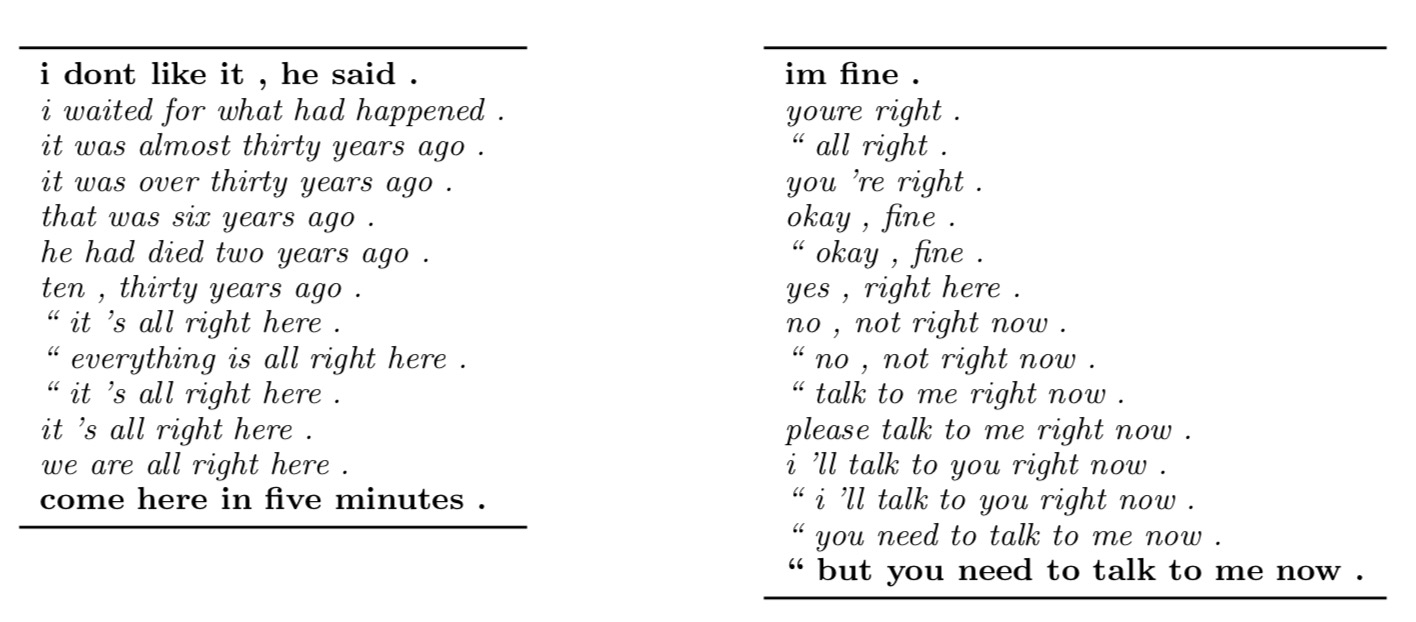 i dont like it , he said .
i waited for what had happened .
it was almost thirty years ago .
it was over thirty years ago .
that was six years ago .
he had died two years ago .
ten , thirty years ago .
“ it ’s all right here .
“ everything is all right here .
“ it ’s all right here .
it ’s all right here .
we are all right here .
come here in five minutes .
im fine .
youre right .
“ all right .
you ’re right .
okay , fine .
“ okay , fine .
yes , right here .
no , not right now .
“ no , not right now .
“ talk to me right now .
please talk to me right now .
i ’ll talk to you right now .
“ i ’ll talk to you right now .
“ you need to talk to me now .
“ but you need to talk to me now .